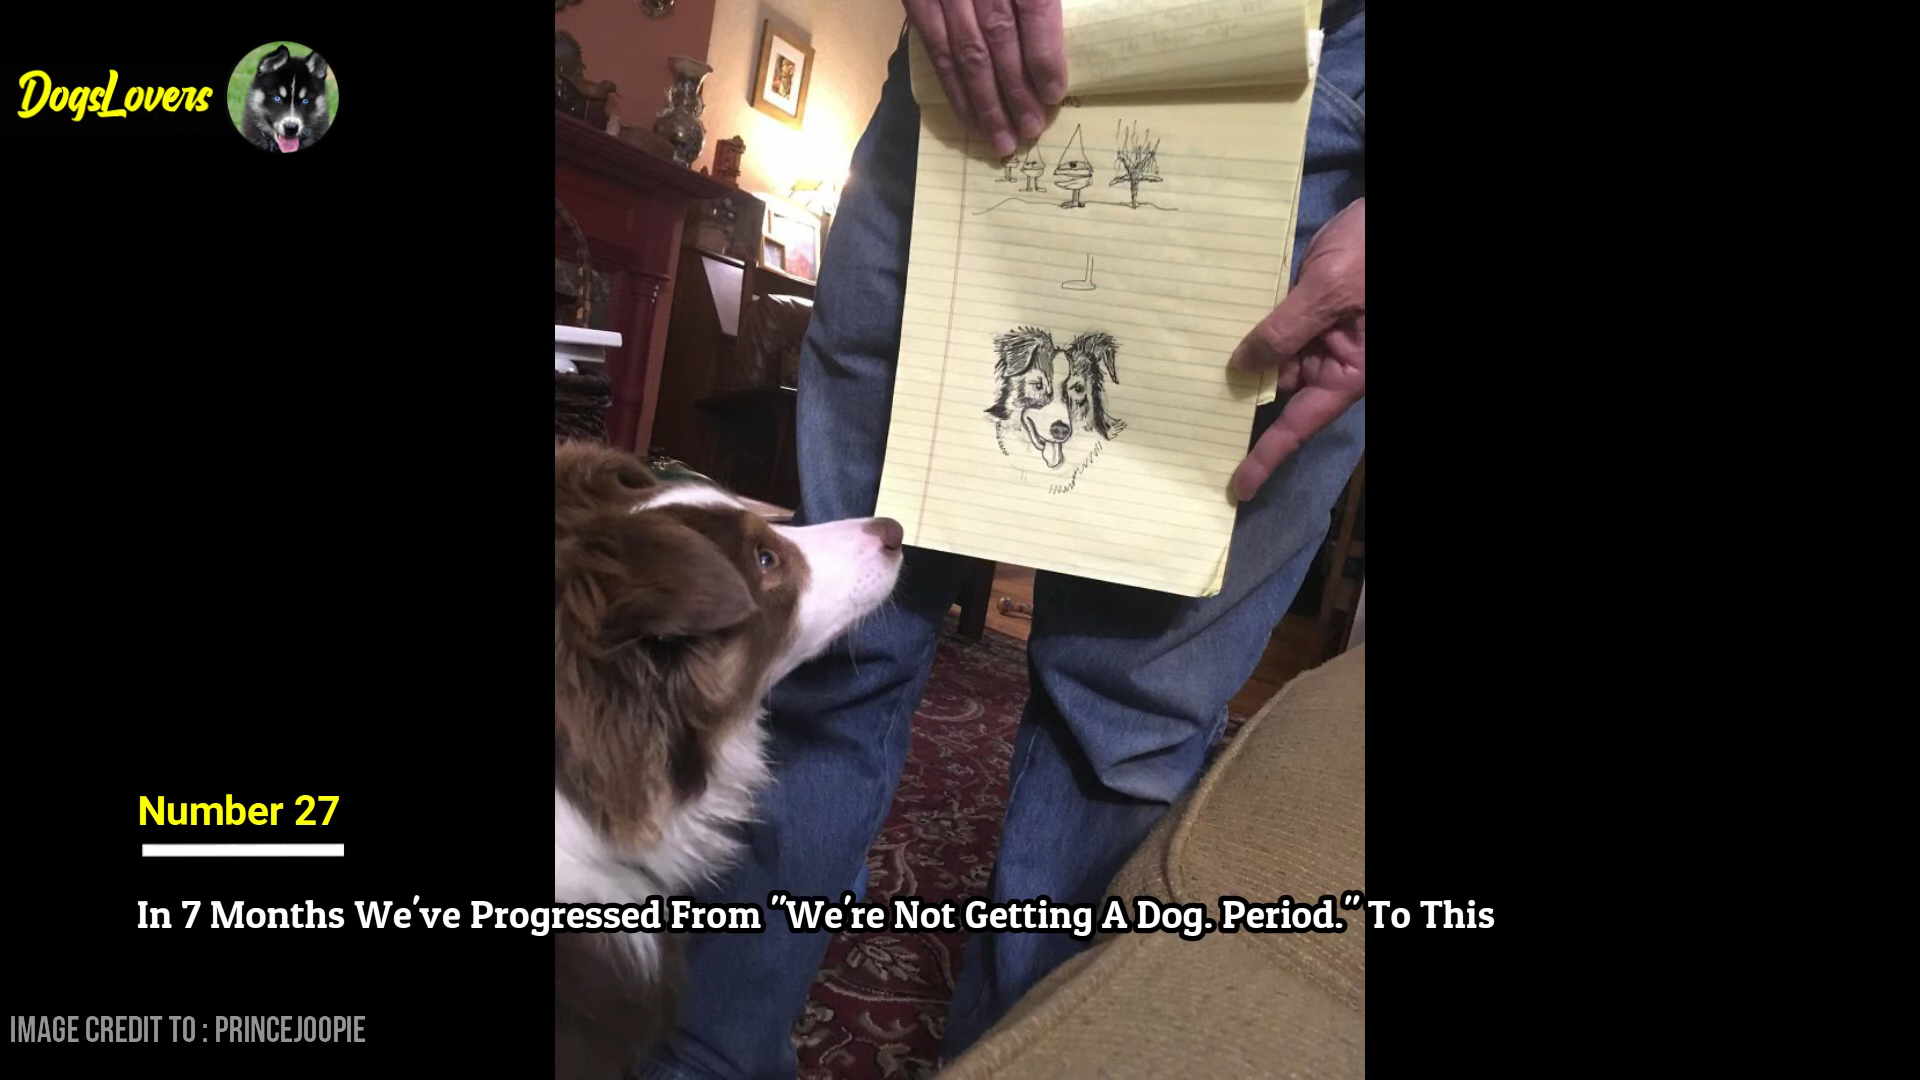 DogsLovers
Number 27
In 7 Months We've Progressed From "We're Not Getting A Dog. Period." To This
IMAGE CREDIT TO : PRINCEJOOPIE